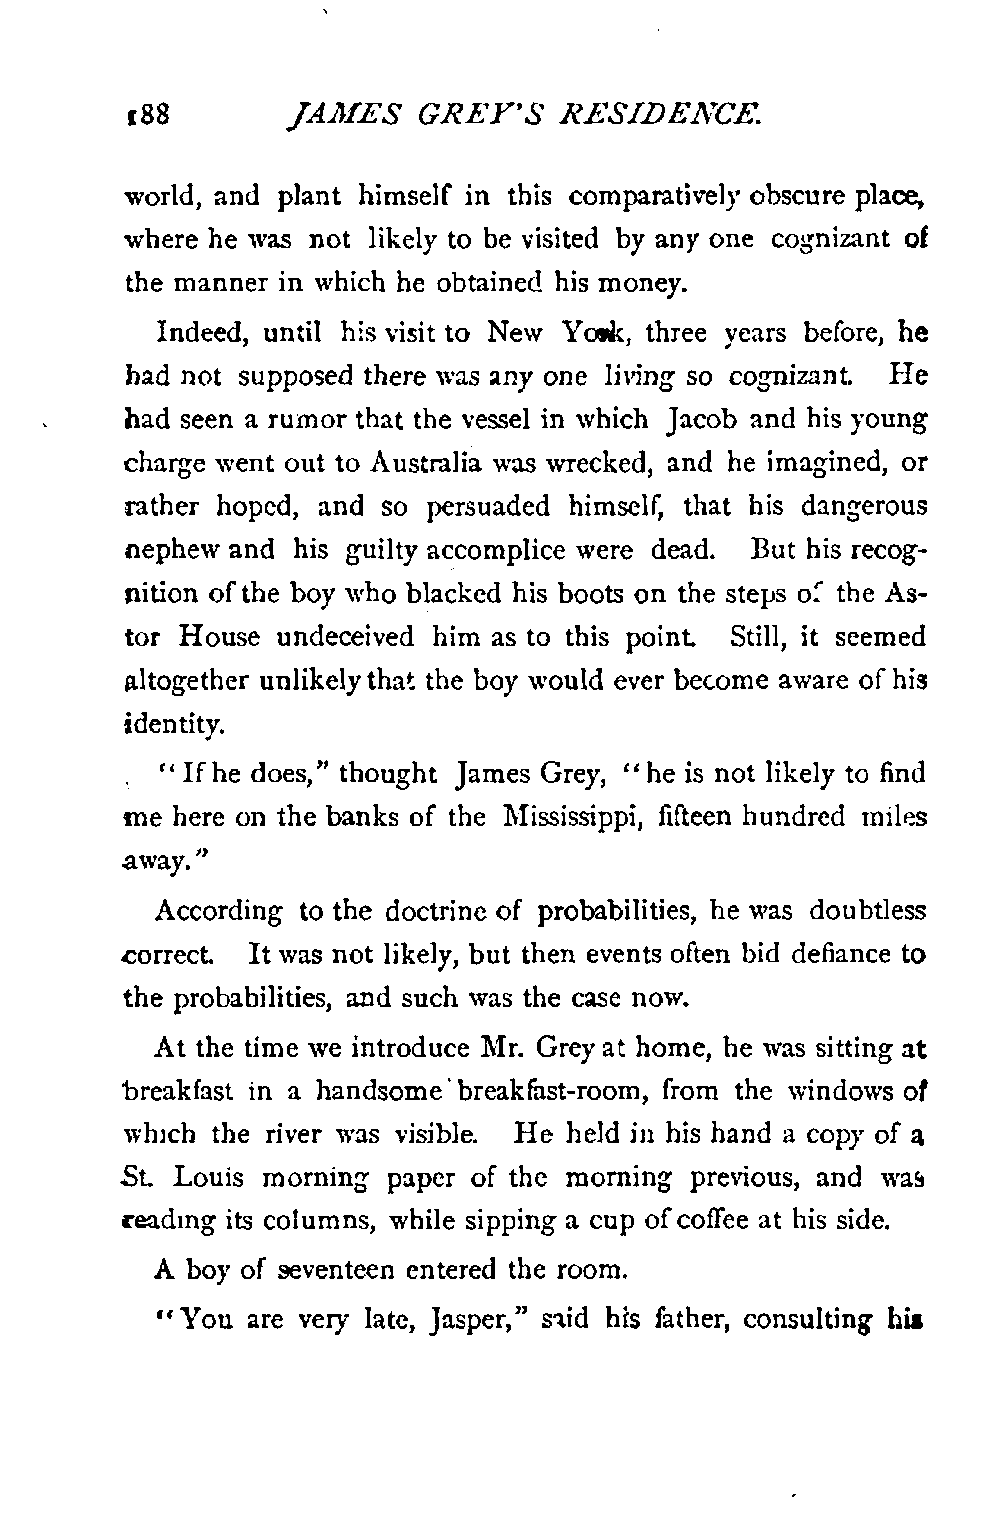 188 JAMES GREY'S RESIDENCE.
world, and plant himself in this comparatively obscure place,
where he was not likely to be visited by any one cognizant of
the manner in which he obtained his money.
Indeed, until his visit to New York, three years before, he
had not supposed there was any one living so cognizant. He
had seen a rumor that the vessel in which Jacob and his young
charge went out to Australia was wrecked, and he imagined, or
rather hoped, and so persuaded himself, that his dangerous
nephew and his guilty accomplice were dead. But his recog-
nition of the boy who blacked his boots on the steps of the As-
tor House undeceived him as to this point. Still, it seemed
altogether unlikely that the boy would ever become aware of his
identity.
"If he does," thought James Grey, "he is not likely to find
me here on the banks of the Mississippi, fifteen hundred miles
away."
According to the doctrine of probabilities, he was doubtless
correct. It was not likely, but then events often bid defiance to
the probabilities, and such was the case now.
At the time we introduce Mr. Grey at home, he was sitting at
breakfast in a handsome breakfast-room, from the windows of
which the river was visible. He held in his hand a copy of a
St. Louis morning paper of the morning previous, and was
reading its columns, while sipping a cup of coffee at his side.
A boy of seventeen entered the room.
"You are very late, Jasper," said his father, consulting his